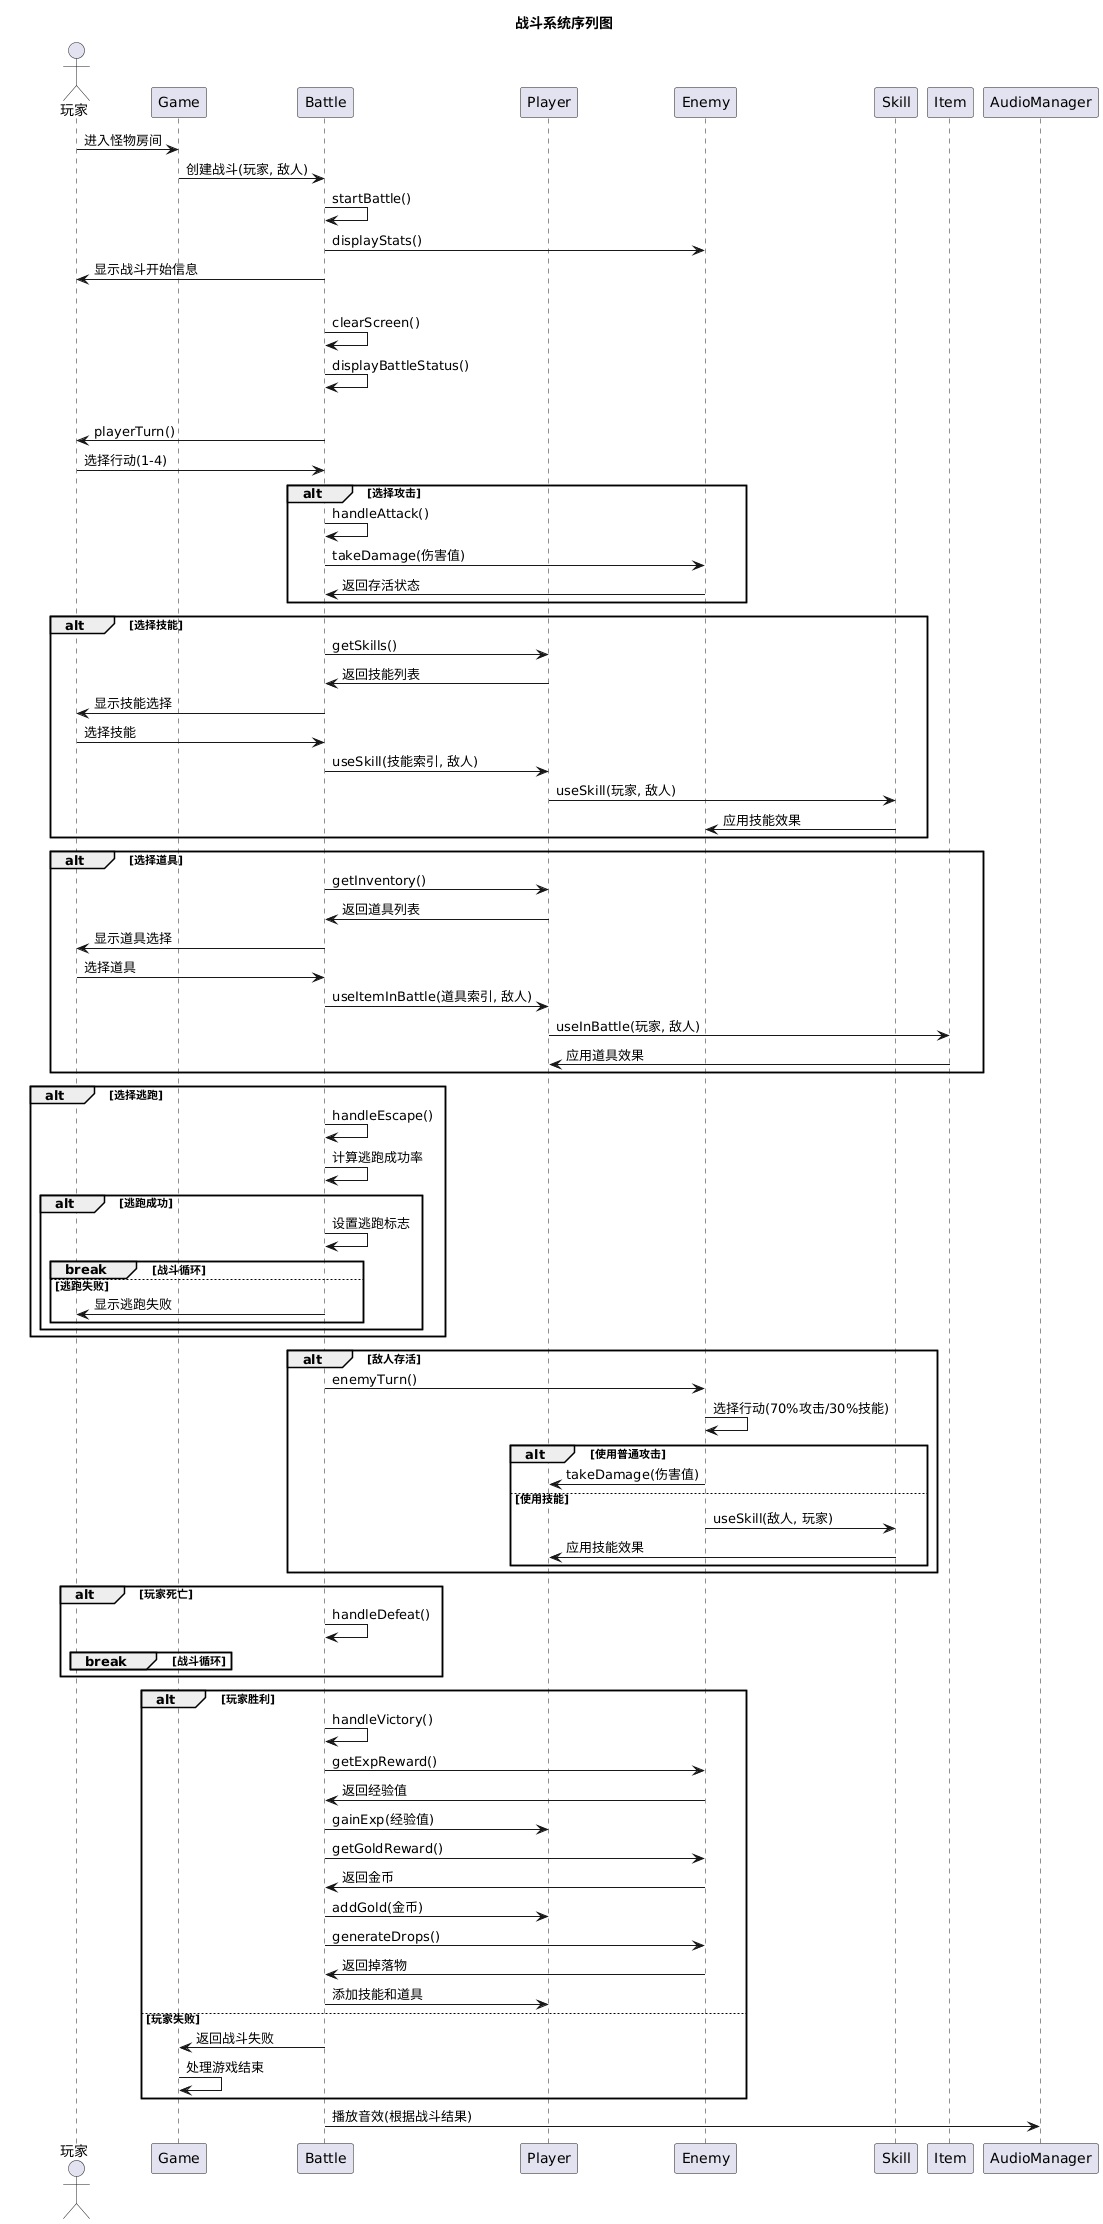 战斗系统序列图
玩家
Game
Battle
Player
Enemy
Skill
Item
AudioManager
进入怪物房间
创建战斗(玩家, 敌人)
startBattle()
displayStats()
显示战斗开始信息
clearScreen()
displayBattleStatus()
playerTurn()
选择行动(1-4)
alt [选择攻击]
handleAttack()
takeDamage(伤害值)
返回存活状态
alt [选择技能]
getSkills()
返回技能列表
显示技能选择
选择技能
useSkill(技能索引, 敌人)
useSkill(玩家, 敌人)
应用技能效果
alt [选择道具]
getInventory()
返回道具列表
显示道具选择
选择道具
useItemInBattle(道具索引, 敌人)
useInBattle(玩家, 敌人)
应用道具效果
alt [选择逃跑]
handleEscape()
计算逃跑成功率
alt [逃跑成功]
设置逃跑标志
break [战斗循环]
[逃跑失败]
显示逃跑失败
alt [敌人存活]
enemyTurn()
选择行动(70%攻击/30%技能)
alt [使用普通攻击]
takeDamage(伤害值)
[使用技能]
useSkill(敌人, 玩家)
应用技能效果
alt [玩家死亡]
handleDefeat()
break [战斗循环]
alt [玩家胜利]
handleVictory()
getExpReward()
返回经验值
gainExp(经验值)
getGoldReward()
返回金币
addGold(金币)
generateDrops()
返回掉落物
添加技能和道具
[玩家失败]
返回战斗失败
处理游戏结束
播放音效(根据战斗结果)
玩家
Game
Battle
Player
Enemy
Skill
Item
AudioManager